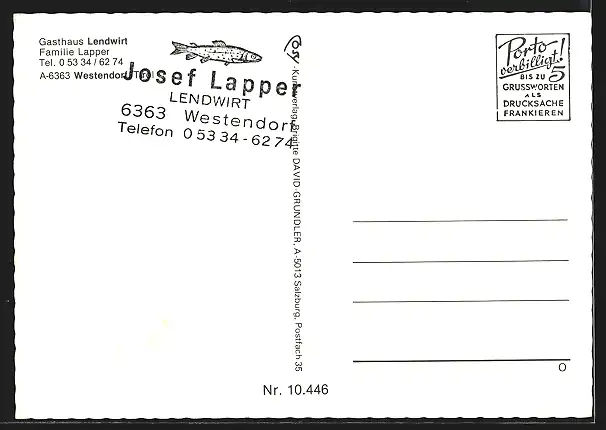 Gasthaus Lendwirt
Familie Lapper
Tel. 0 53 34 / 62 74
A-6363 Westendorf/Tirol
Josef Lapper
LENDWIRT
6363 Westendorf
Telefon 0 53 34 - 62 74
Kunstverlag Brigitte DAVID-GRÜNDLER, A-5013 Salzburg, Postfach 35
Porto
verbilligt!
BIS ZU 5
GRUSSWORTEN
ALS
DRUCKSACHE
FRANKIEREN
O
Nr. 10.446